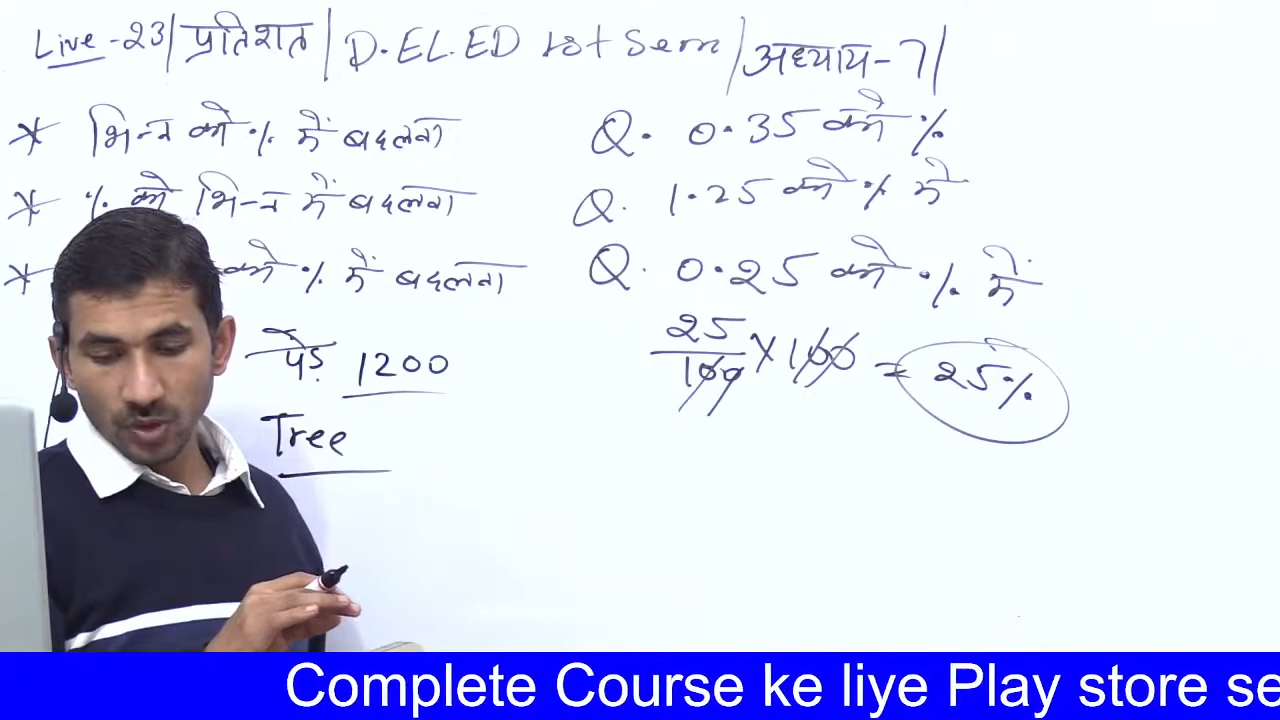 Live-23/ प्रतिशत / D.EL.ED 1st Sem / अध्याय-7/
* भिन्न को % में बदलना
* % को भिन्न में बदलना
* को % में बदलना
पेड़ 1200
Tree
Q. 0.35 को %
Q. 1.25 को % में
Q. 0.25 को % में
25/100 × 100 = 25%
Complete Course ke liye Play store se